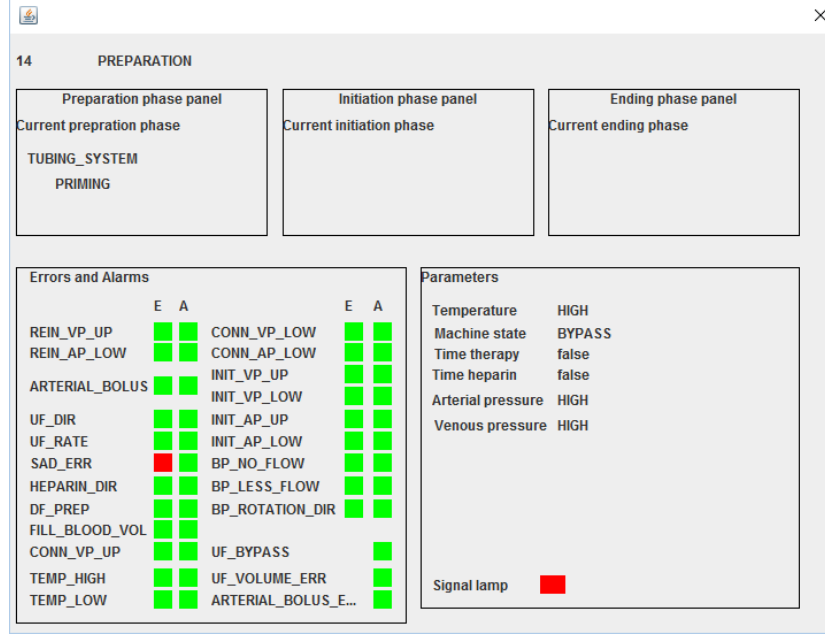 14 PREPARATION
Preparation phase panel
Current prepration phase
TUBING_SYSTEM
PRIMING
Initiation phase panel
Current initiation phase
Ending phase panel
Current ending phase
Errors and Alarms
E A E A
REIN_VP_UP CONN_VP_LOW
REIN_AP_LOW CONN_AP_LOW
INIT_VP_UP
ARTERIAL_BOLUS
INIT_VP_LOW
UF_DIR INIT_AP_UP
UF_RATE INIT_AP_LOW
SAD_ERR BP_NO_FLOW
HEPARIN_DIR BP_LESS_FLOW
DF_PREP BP_ROTATION_DIR
FILL_BLOOD_VOL
CONN_VP_UP UF_BYPASS
TEMP_HIGH UF_VOLUME_ERR
TEMP_LOW ARTERIAL_BOLUS_E...
Parameters
Temperature HIGH
Machine state BYPASS
Time therapy false
Time heparin false
Arterial pressure HIGH
Venous pressure HIGH
Signal lamp